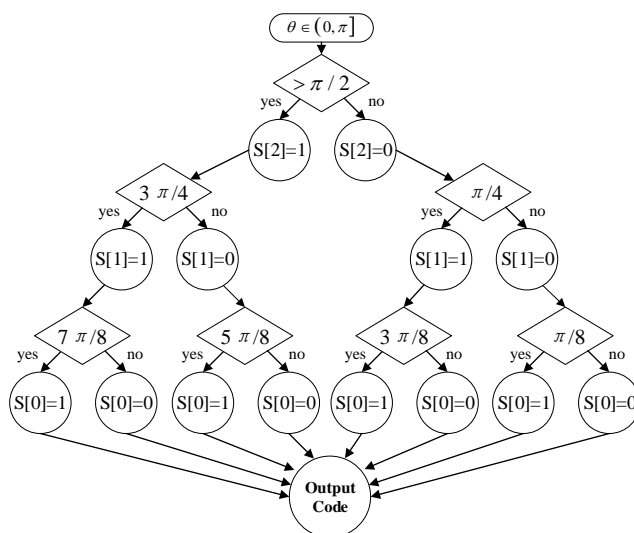 θ ∈ (0, π]
> π / 2
yes
no
S[2]=1
S[2]=0
3 π/4
π/4
yes
no
yes
no
S[1]=1
S[1]=0
S[1]=1
S[1]=0
7 π/8
5 π/8
3 π/8
π/8
yes
no
yes
no
yes
no
yes
no
S[0]=1
S[0]=0
S[0]=1
S[0]=0
S[0]=1
S[0]=0
S[0]=1
S[0]=0
Output
Code